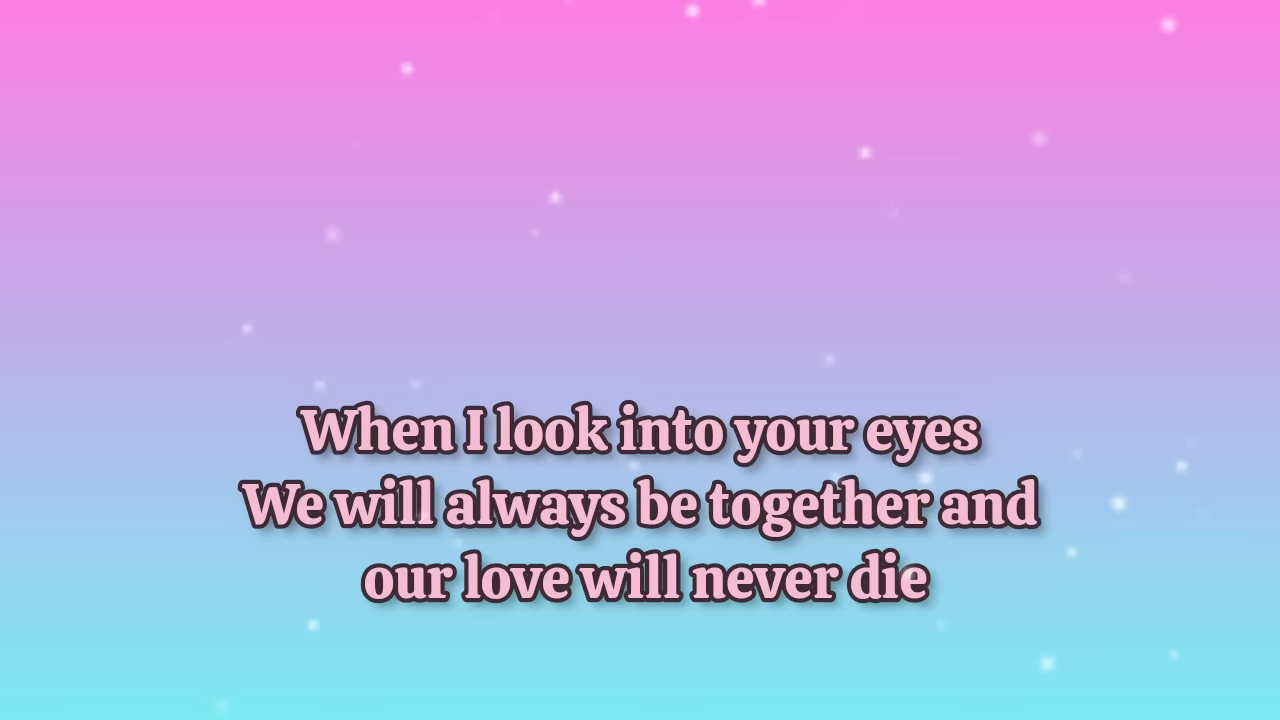 When I look into your eyes
We will always be together and
our love will never die